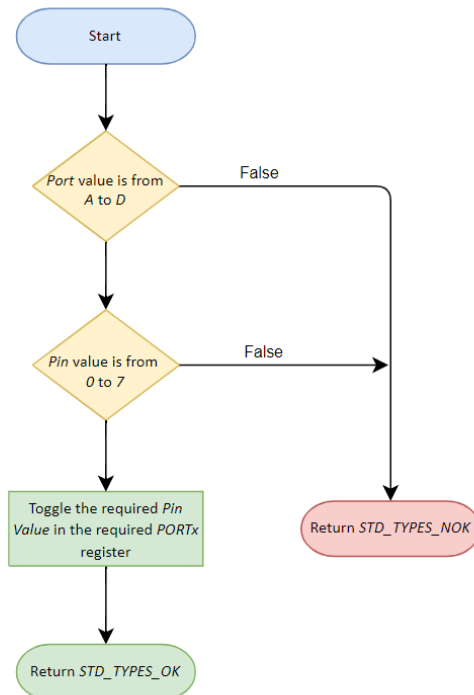 Start
Port value is from
A to D
False
Pin value is from
0 to 7
False
Toggle the required Pin
Value in the required PORTx
register
Return STD_TYPES_NOK
Return STD_TYPES_OK